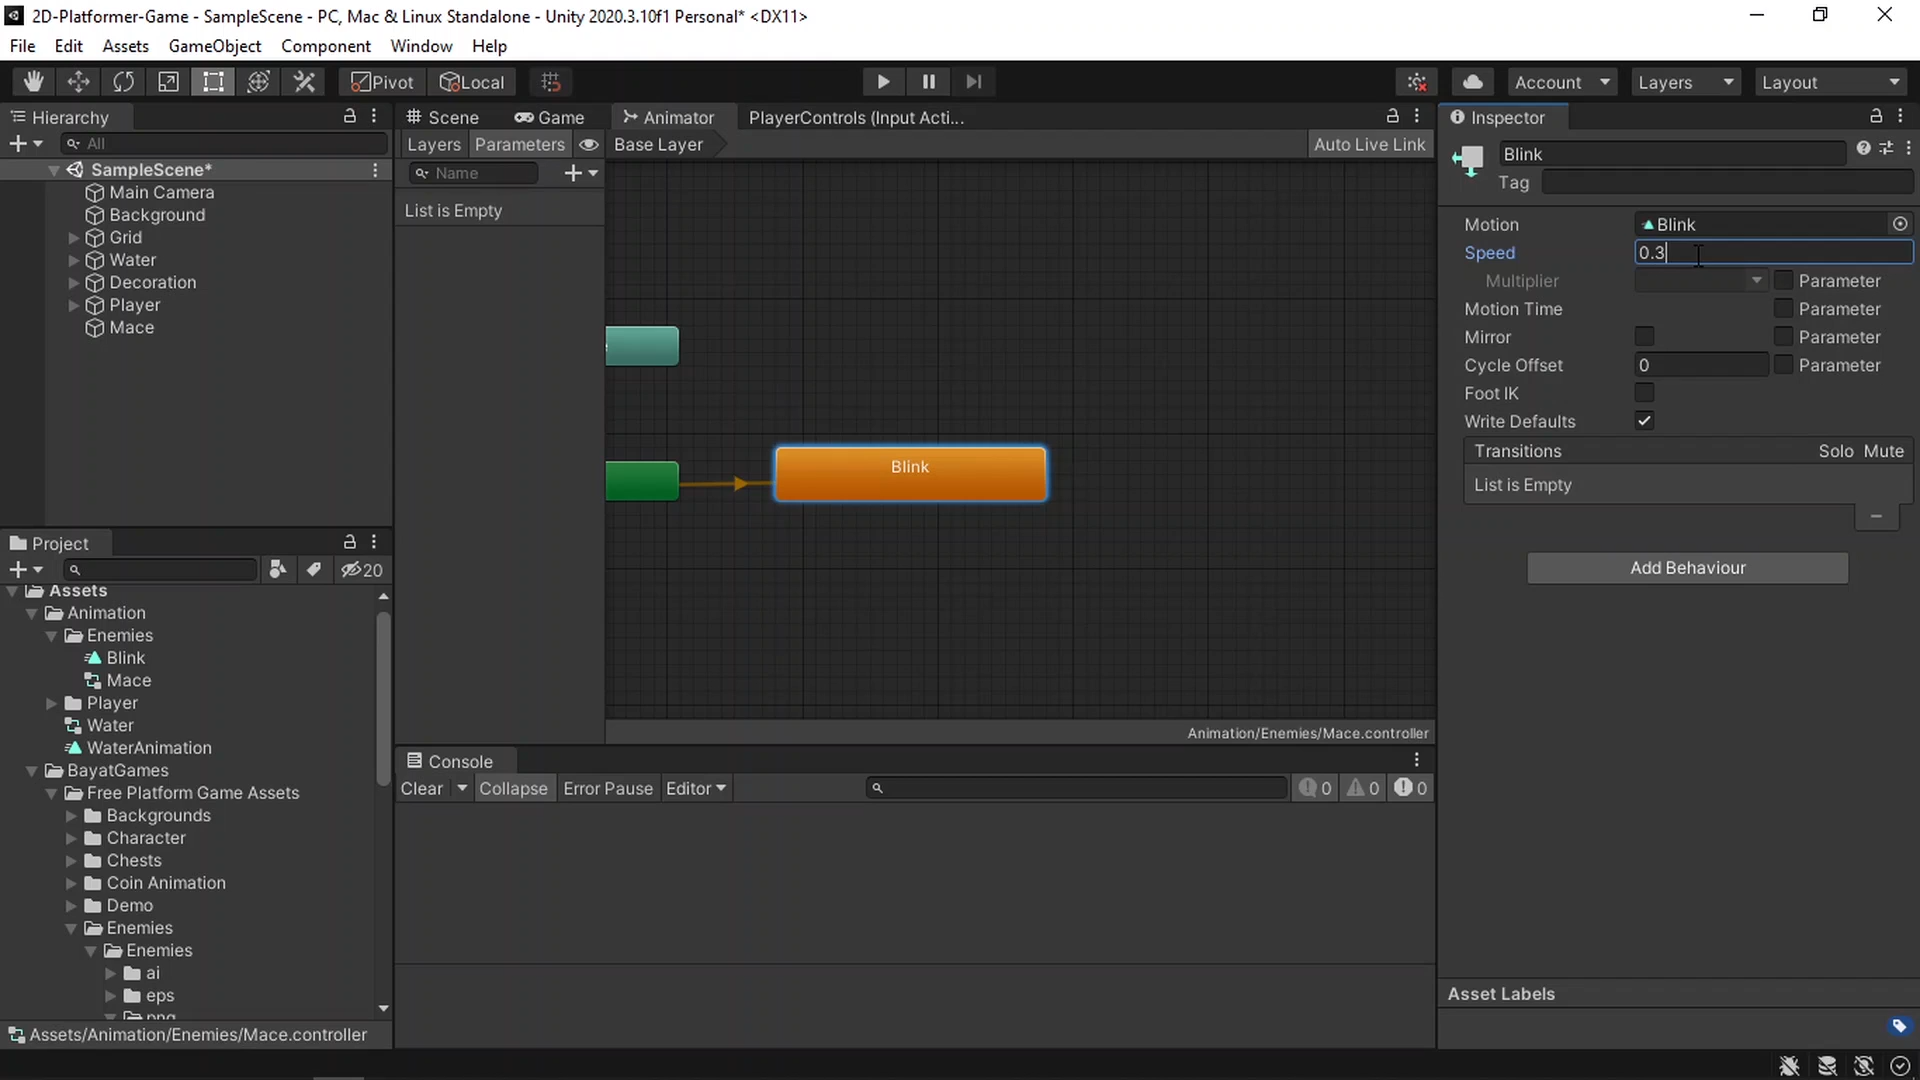 2D-Platformer-Game - SampleScene - PC, Mac & Linux Standalone - Unity 2020.3.10f1 Personal* <DX11>
File Edit Assets GameObject Component Window Help
Pivot Local Account Layers Layout
Hierarchy
All
SampleScene*
Main Camera
Background
Grid
Water
Decoration
Player
Mace
Project
20
Assets
Animation
Enemies
Blink
Mace
Player
Water
WaterAnimation
BayatGames
Free Platform Game Assets
Backgrounds
Character
Chests
Coin Animation
Demo
Enemies
Enemies
ai
eps
png
Assets/Animation/Enemies/Mace.controller
Scene Game Animator PlayerControls (Input Acti...
Layers Parameters Base Layer Auto Live Link
Name
List is Empty
Blink
Animation/Enemies/Mace.controller
Console
Clear Collapse Error Pause Editor 0 0 0
Inspector
Blink
Tag
Motion Blink
Speed 0.3
Multiplier Parameter
Motion Time Parameter
Mirror Parameter
Cycle Offset 0 Parameter
Foot IK
Write Defaults
Transitions Solo Mute
List is Empty
Add Behaviour
Asset Labels